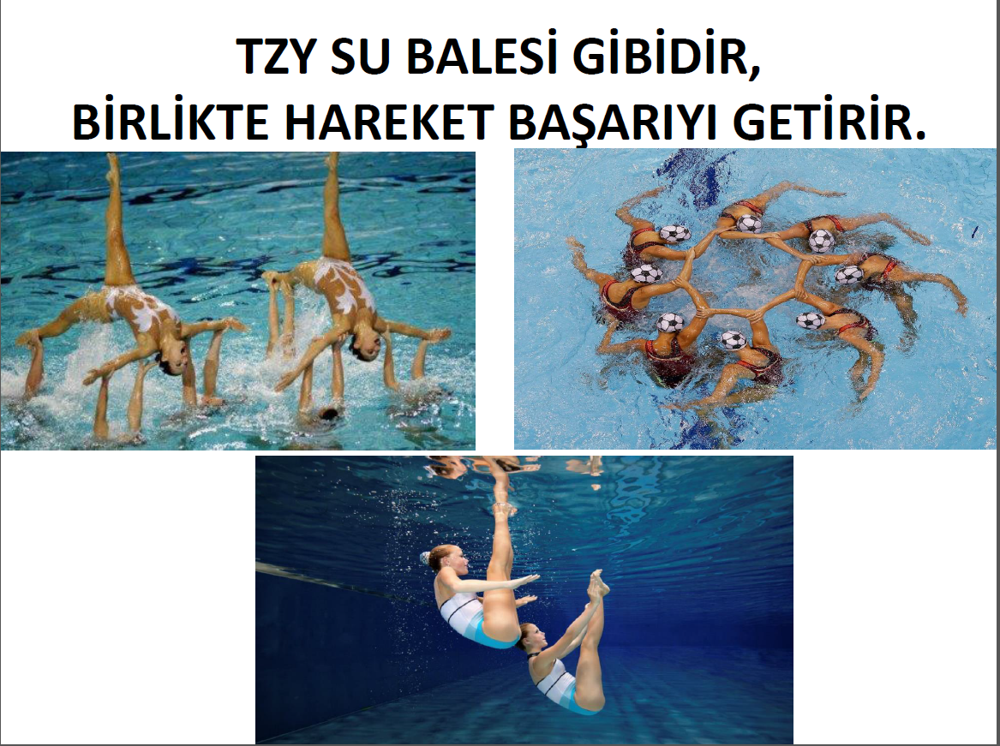 TZY SU BALESİ GİBİDİR,
BİRLİKTE HAREKET BAŞARIYI GETİRİR.